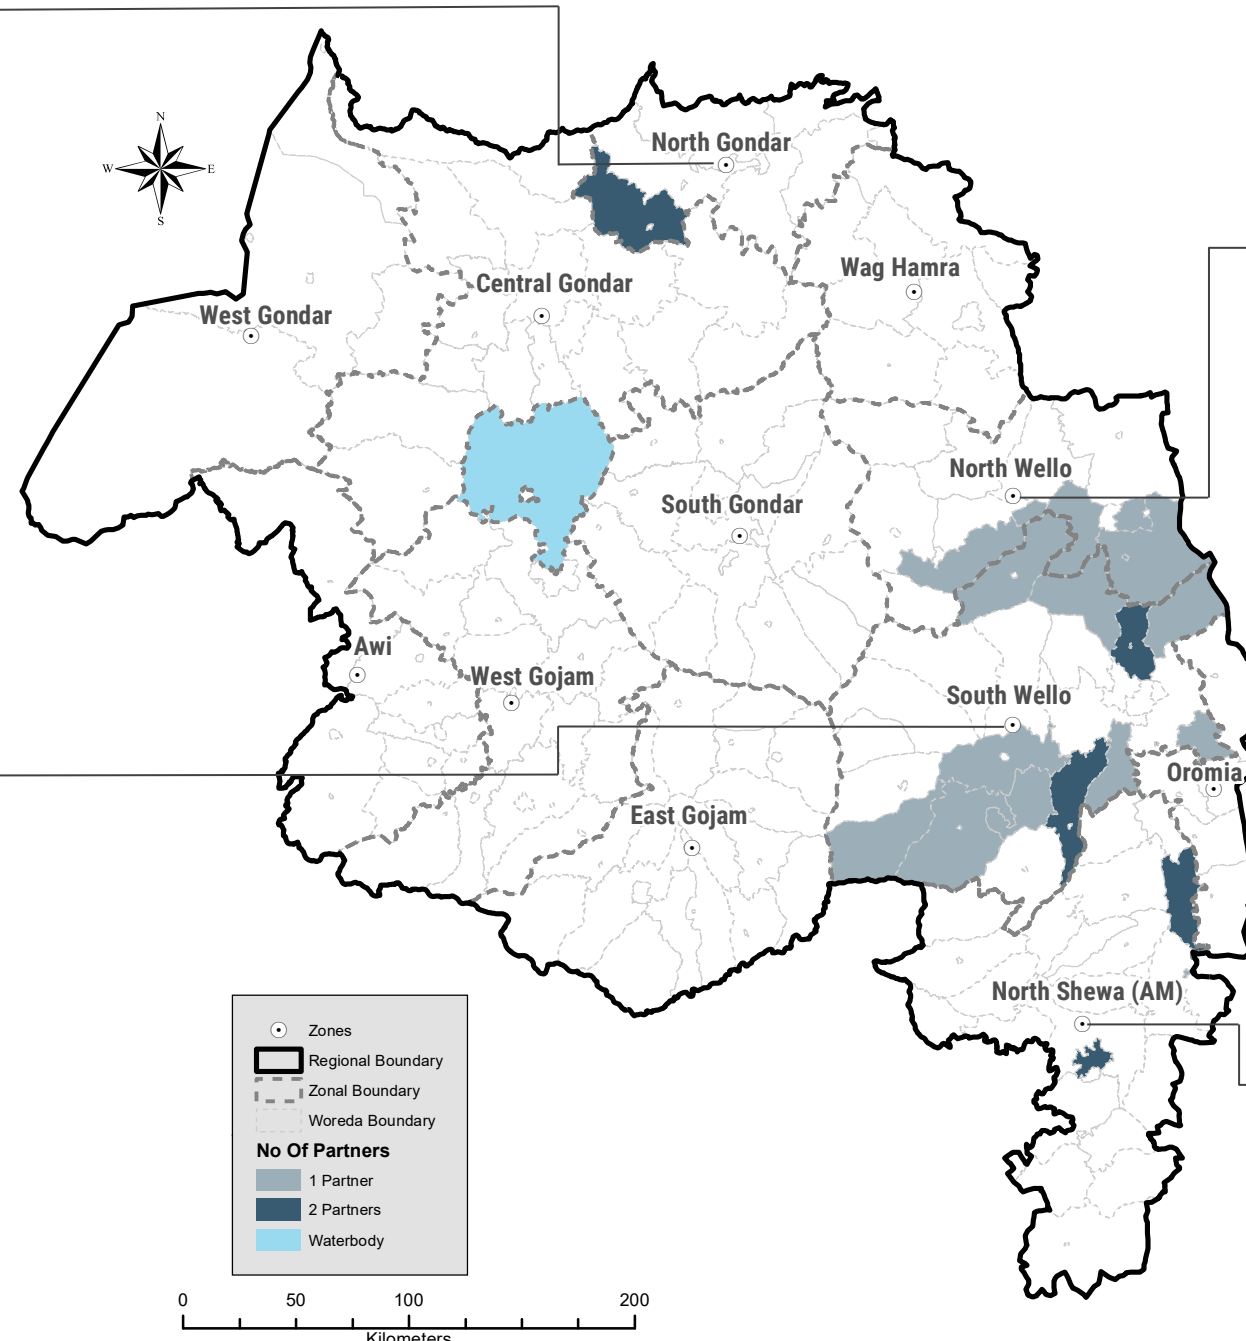 N
W
E
S
North Gondar
Wag Hamra
Central Gondar
West Gondar
North Wello
South Gondar
Awi
West Gojam
South Wello
Oromia
East Gojam
North Shewa (AM)
Zones
Regional Boundary
Zonal Boundary
Woreda Boundary
No Of Partners
1 Partner
2 Partners
Waterbody
0 50 100 200
Kilometers